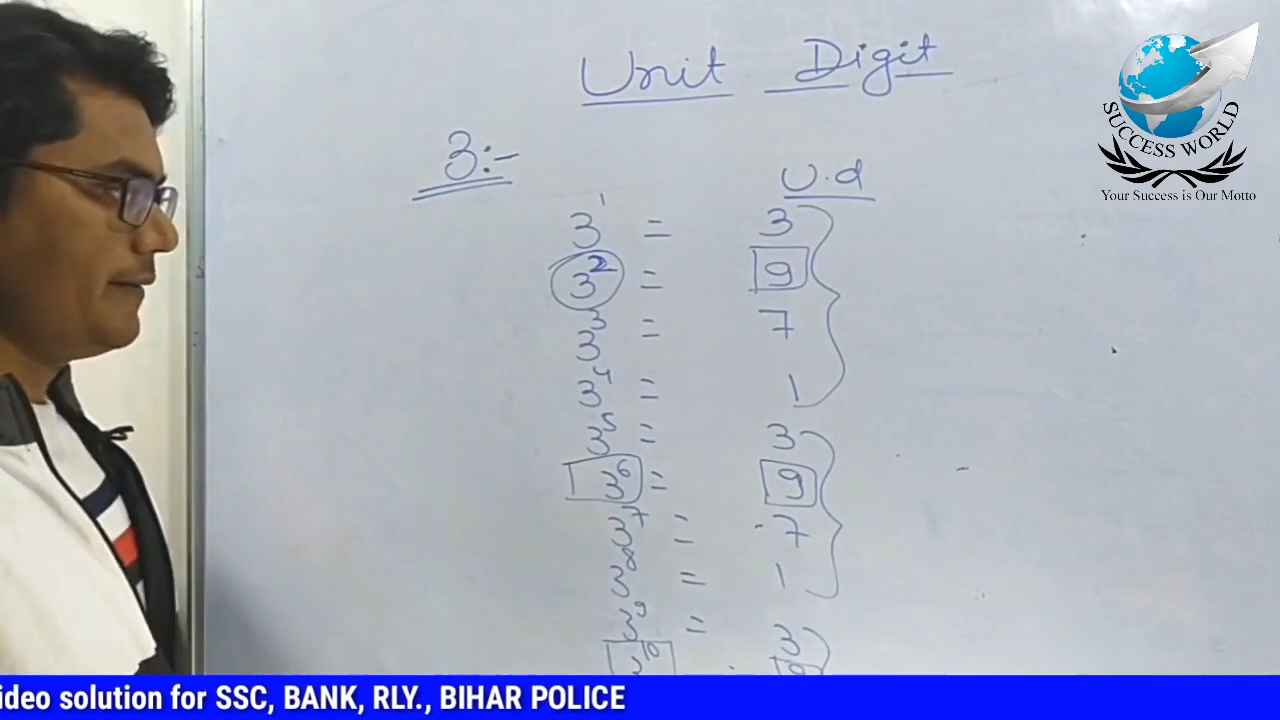 Unit Digit
3:-
U.d
3¹ = 3
3² = 9
3³ = 7
3⁴ = 1
3⁵ = 3
3⁶ = 9
3⁷ = 7
3⁸ = 1
3⁹ = 3
9
SUCCESS WORLD
Your Success is Our Motto
ideo solution for SSC, BANK, RLY., BIHAR POLICE